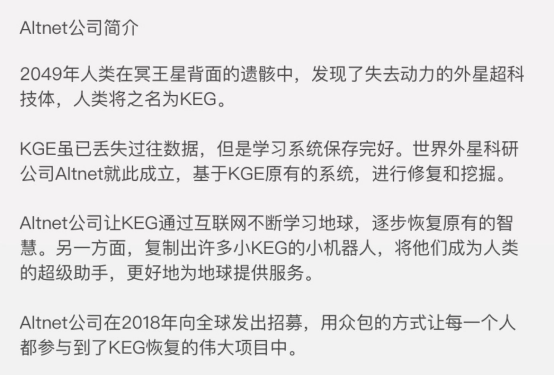 Altnet公司简介
2049年人类在冥王星背面的遗骸中，发现了失去动力的外星超科
技体，人类将之名为KEG。
KGE虽已丢失过往数据，但是学习系统保存完好。世界外星科研
公司Altnet就此成立，基于KGE原有的系统，进行修复和挖掘。
Altnet公司让KEG通过互联网不断学习地球，逐步恢复原有的智
慧。另一方面，复制出许多小KEG的小机器人，将他们成为人类
的超级助手，更好地为地球提供服务。
Altnet公司在2018年向全球发出招募，用众包的方式让每一个人
都参与到了KEG恢复的伟大项目中。